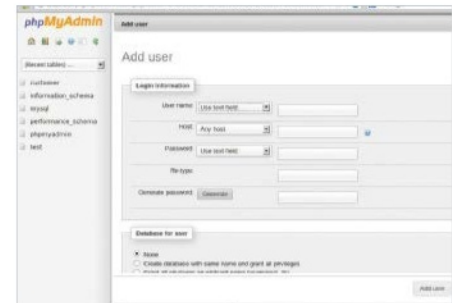 phpMyAdmin
(Recent tables) ...
customer
information_schema
mysql
performance_schema
phpmyadmin
test
Add user
Add user
Login Information
User name: Use text field:
Host: Any host
Password: Use text field:
Re-type:
Generate password: Generate
Database for user
None
Create database with same name and grant all privileges
Add user